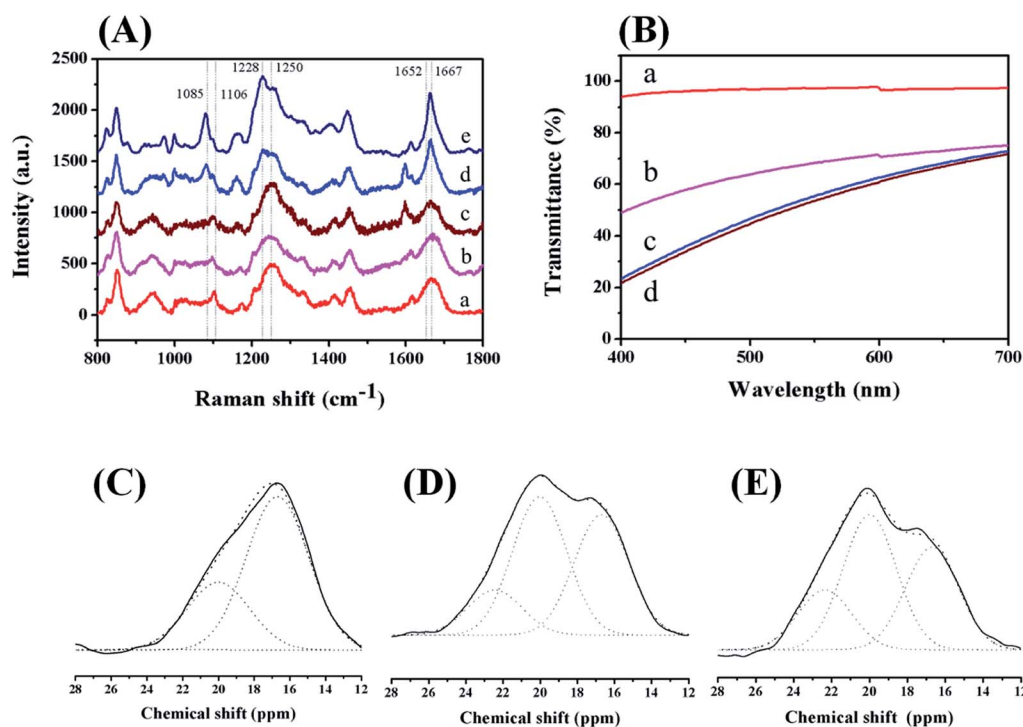 (A)
2500
2000
1500
1000
500
0
Intensity (a.u.)
1228 1250 1652 1667
1085 1106
e
d
c
b
a
800 1000 1200 1400 1600 1800
Raman shift (cm-1)
(B)
100
80
60
40
20
0
Transmittance (%)
a
b
c
d
400 500 600 700
Wavelength (nm)
(C)
28 26 24 22 20 18 16 14 12
Chemical shift (ppm)
(D)
28 26 24 22 20 18 16 14 12
Chemical shift (ppm)
(E)
28 26 24 22 20 18 16 14 12
Chemical shift (ppm)